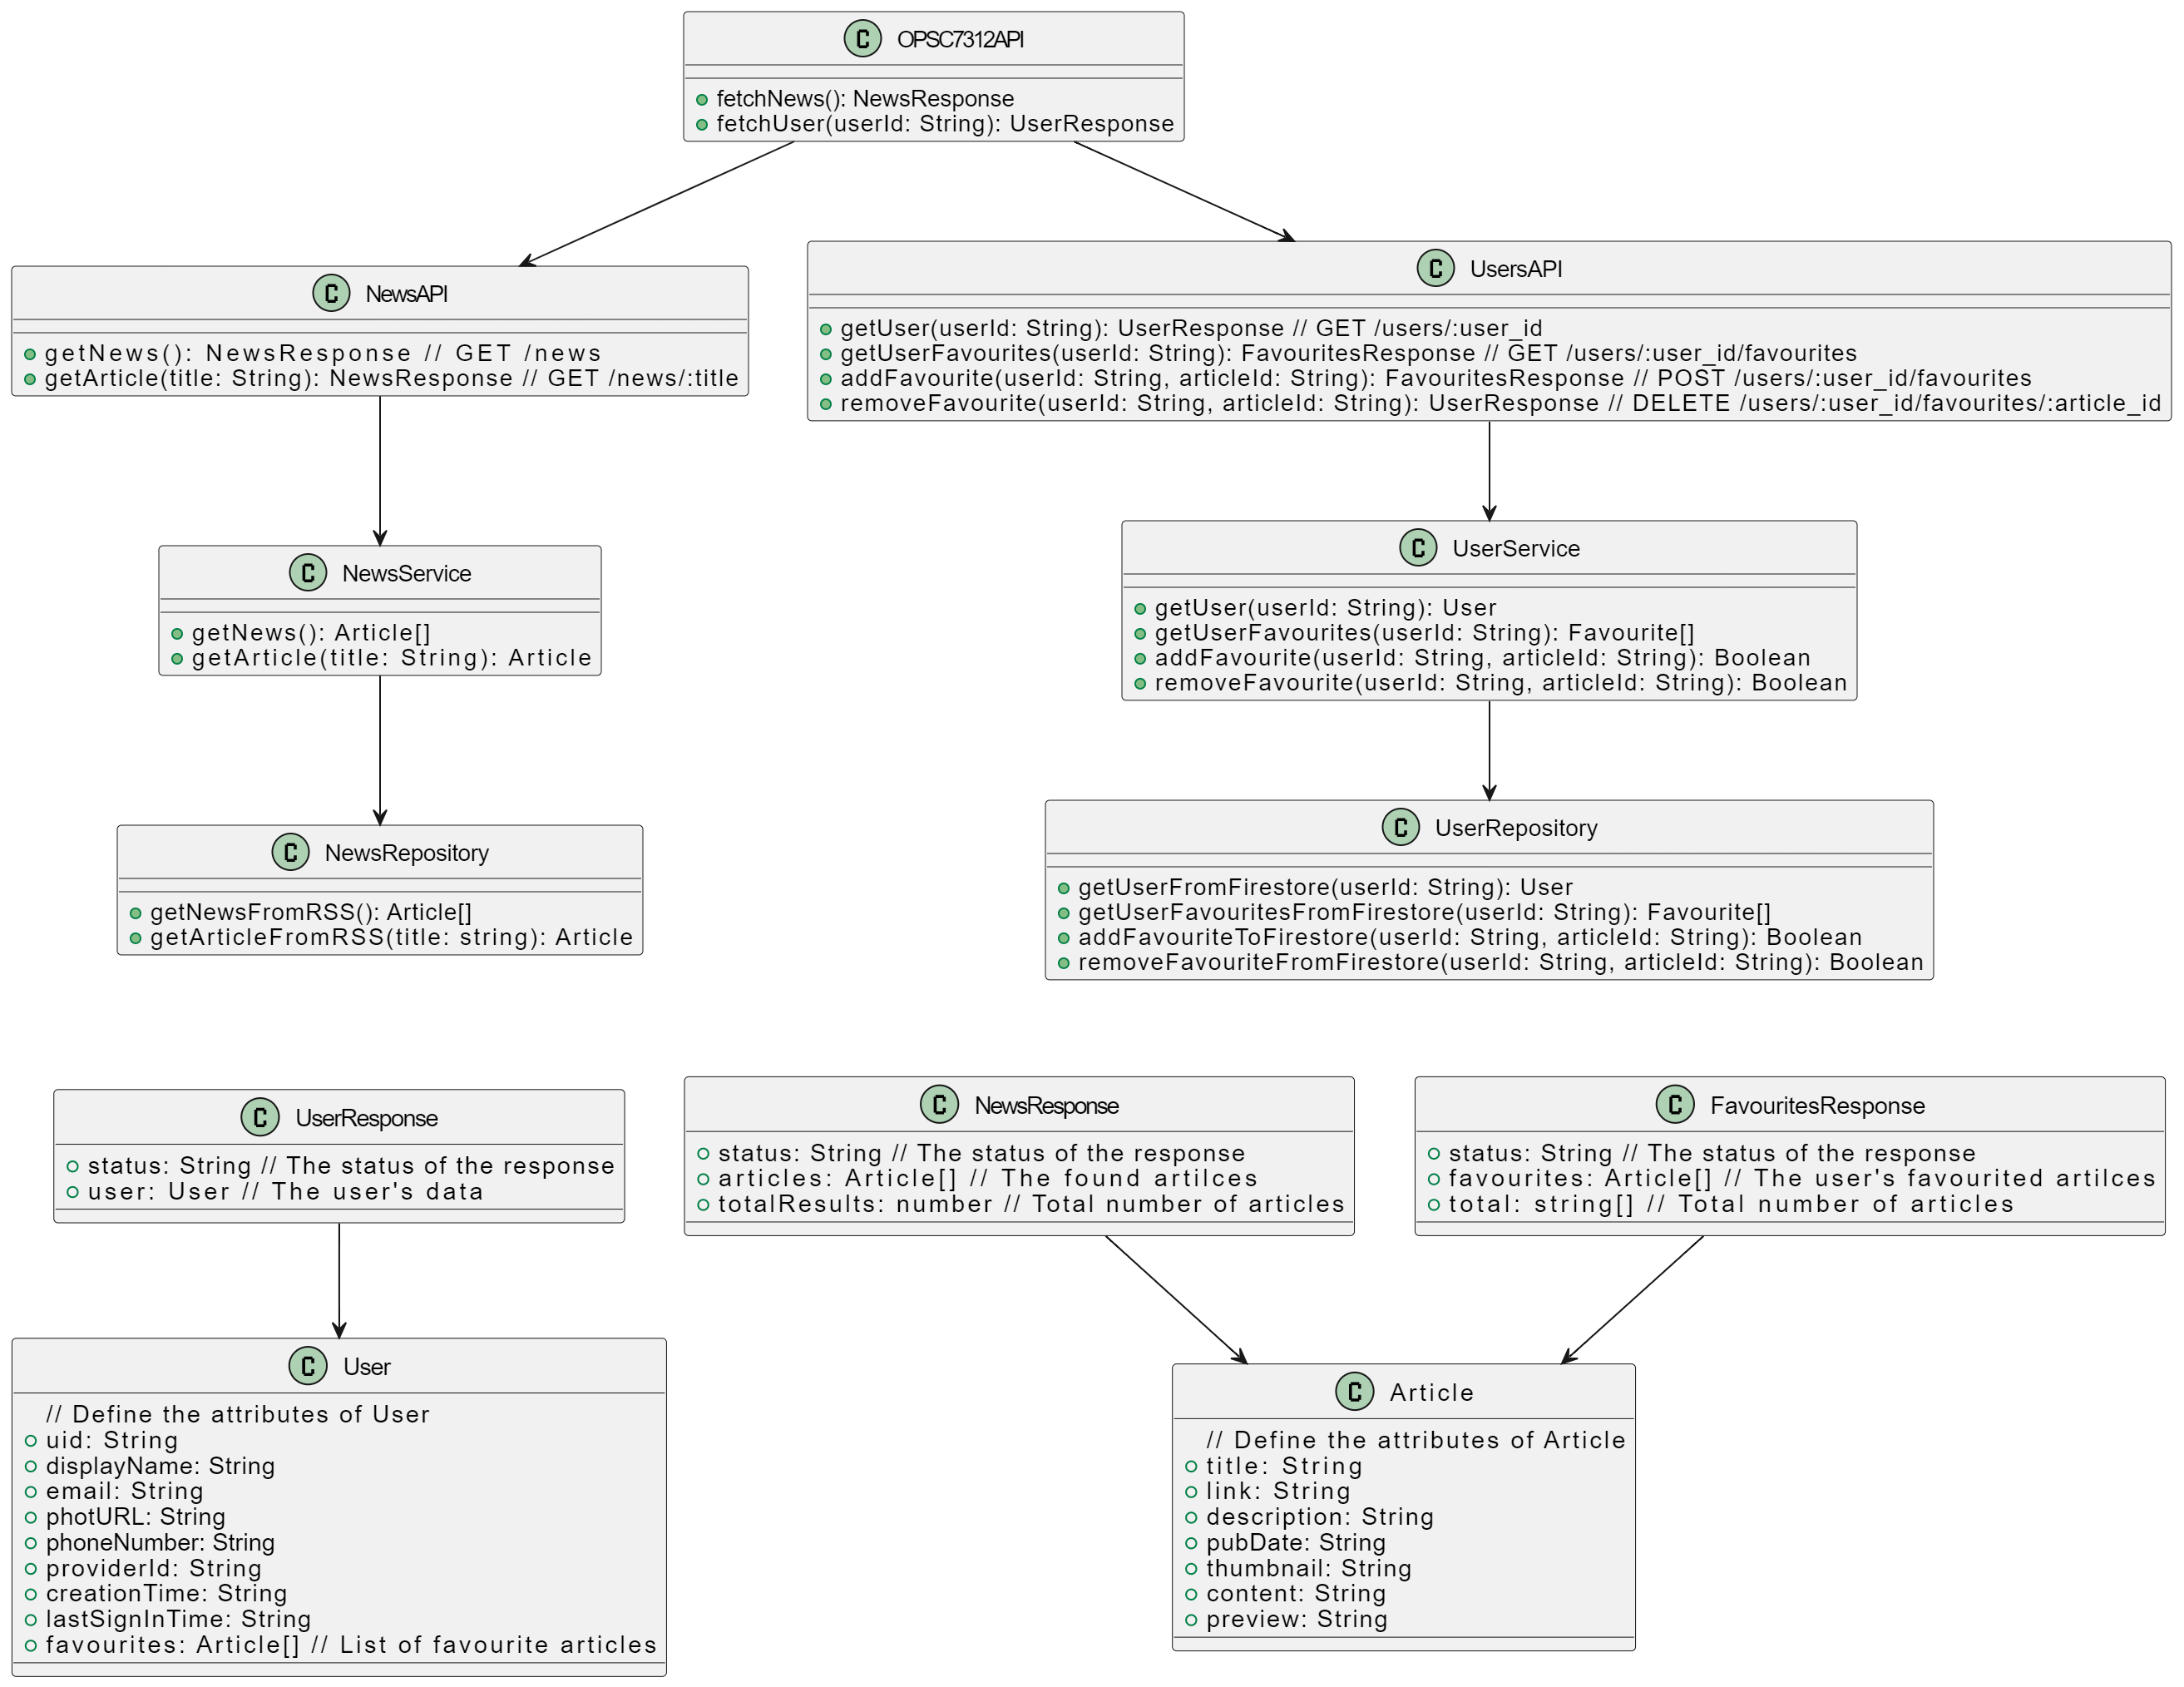 C OPSC7312API
fetchNews(): NewsResponse
fetchUser(userId: String): UserResponse
C NewsAPI
getNews(): NewsResponse // GET /news
getArticle(title: String): NewsResponse // GET /news/:title
C UsersAPI
getUser(userId: String): UserResponse // GET /users/:user_id
getUserFavourites(userId: String): FavouritesResponse // GET /users/:user_id/favourites
addFavourite(userId: String, articleId: String): FavouritesResponse // POST /users/:user_id/favourites
removeFavourite(userId: String, articleId: String): UserResponse // DELETE /users/:user_id/favourites/:article_id
C NewsService
getNews(): Article[]
getArticle(title: String): Article
C UserService
getUser(userId: String): User
getUserFavourites(userId: String): Favourite[]
addFavourite(userId: String, articleId: String): Boolean
removeFavourite(userId: String, articleId: String): Boolean
C NewsRepository
getNewsFromRSS(): Article[]
getArticleFromRSS(title: string): Article
C UserRepository
getUserFromFirestore(userId: String): User
getUserFavouritesFromFirestore(userId: String): Favourite[]
addFavouriteToFirestore(userId: String, articleId: String): Boolean
removeFavouriteFromFirestore(userId: String, articleId: String): Boolean
C UserResponse
status: String // The status of the response
user: User // The user's data
C NewsResponse
status: String // The status of the response
articles: Article[] // The found artilces
totalResults: number // Total number of articles
C FavouritesResponse
status: String // The status of the response
favourites: Article[] // The user's favourited artilces
total: string[] // Total number of articles
C User
// Define the attributes of User
uid: String
displayName: String
email: String
photURL: String
phoneNumber: String
providerId: String
creationTime: String
lastSignInTime: String
favourites: Article[] // List of favourite articles
C Article
// Define the attributes of Article
title: String
link: String
description: String
pubDate: String
thumbnail: String
content: String
preview: String